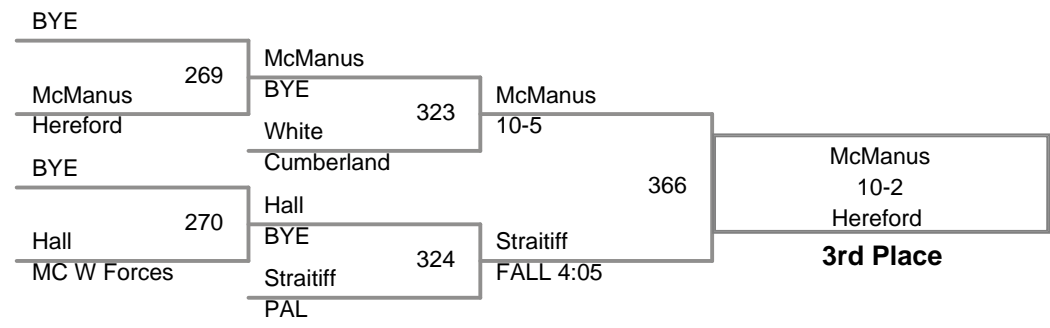 BYE
269
McManus
Hereford
McManus
BYE
323
White
Cumberland
McManus
10-5
BYE
270
Hall
MC W Forces
Hall
BYE
324
Straitiff
PAL
Straitiff
FALL 4:05
366
McManus
10-2
Hereford
3rd Place